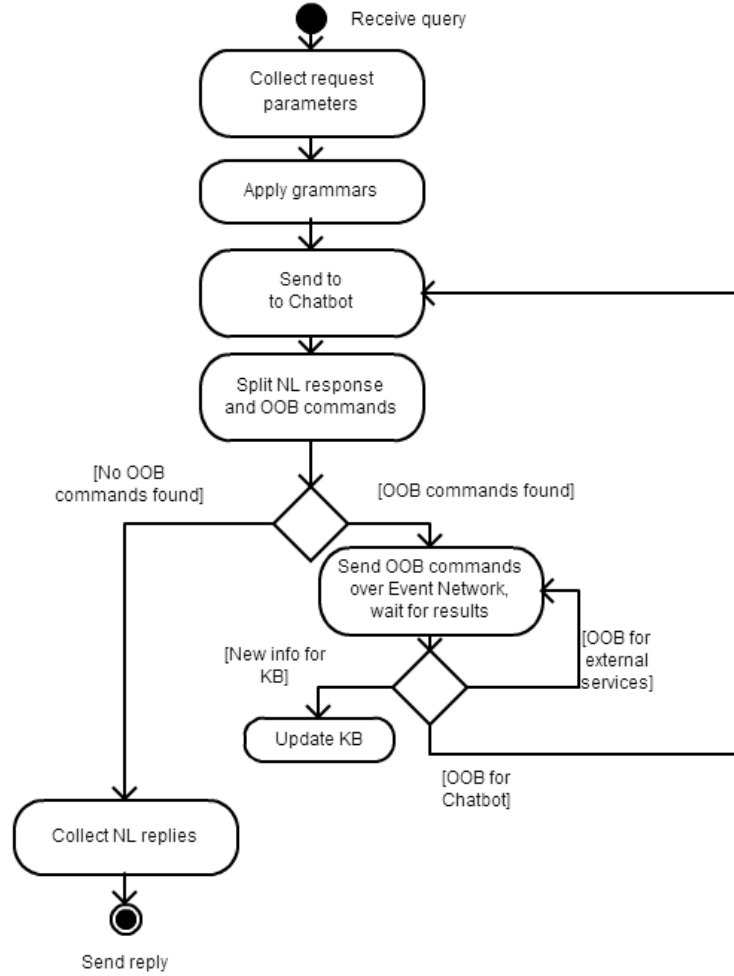 Receive query
Collect request
parameters
Apply grammars
Send to
to Chatbot
Split NL response
and OOB commands
[No OOB
commands found]
[OOB commands found]
Send OOB commands
over Event Network,
wait for results
[New info for
KB]
[OOB for
external
services]
Update KB
[OOB for
Chatbot]
Collect NL replies
Send reply